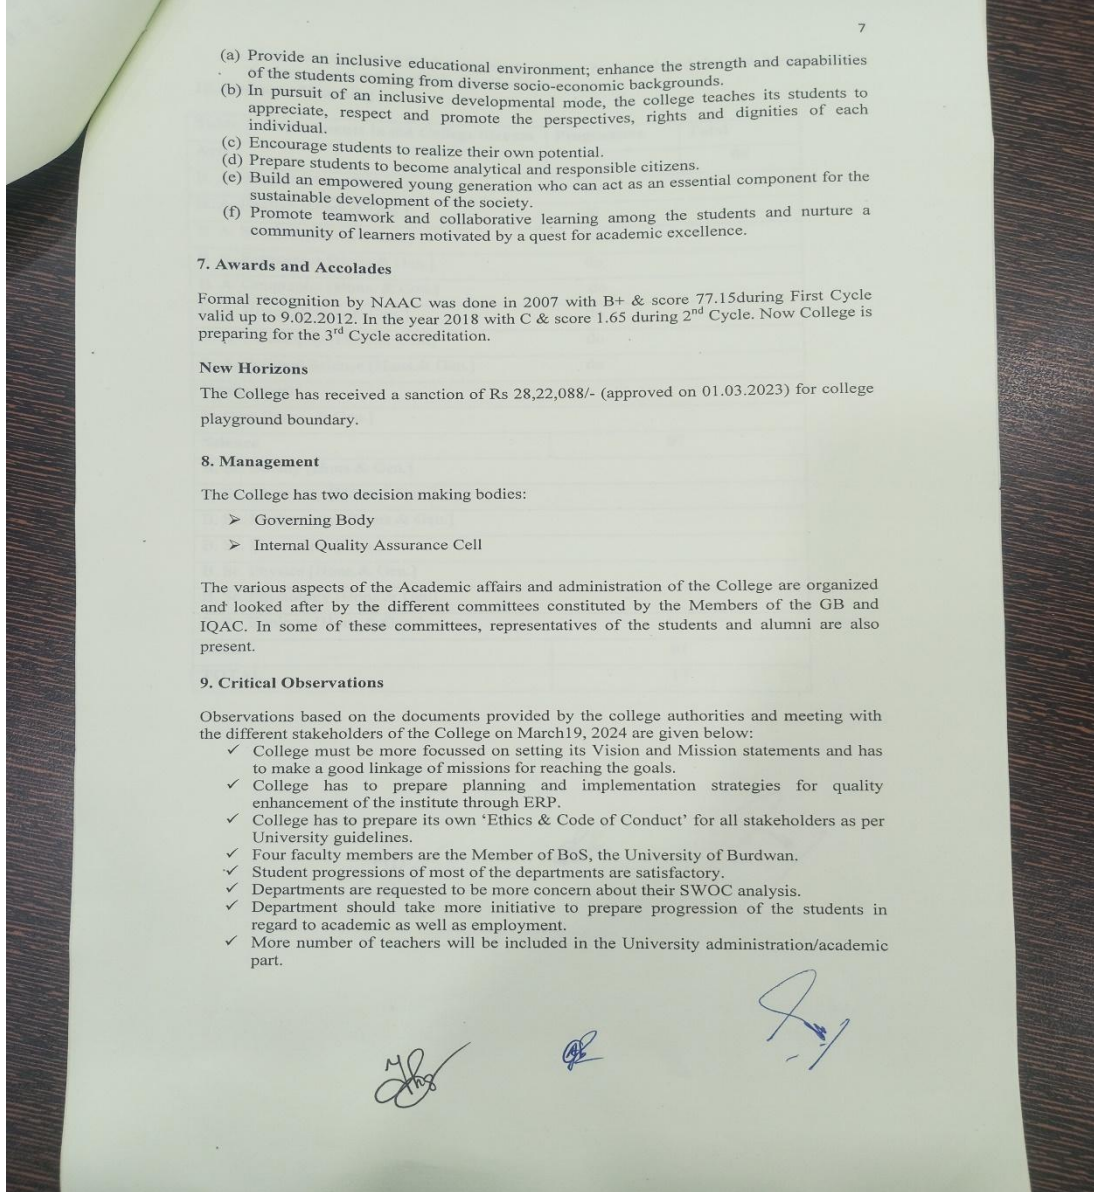 7
(a) Provide an inclusive educational environment; enhance the strength and capabilities
of the students coming from diverse socio-economic backgrounds.
(b) In pursuit of an inclusive developmental mode, the college teaches its students to
appreciate, respect and promote the perspectives, rights and dignities of each
individual.
(c) Encourage students to realize their own potential.
(d) Prepare students to become analytical and responsible citizens.
(e) Build an empowered young generation who can act as an essential component for the
sustainable development of the society.
(f) Promote teamwork and collaborative learning among the students and nurture a
community of learners motivated by a quest for academic excellence.
7. Awards and Accolades
Formal recognition by NAAC was done in 2007 with B+ & score 77.15during First Cycle
valid up to 9.02.2012. In the year 2018 with C & score 1.65 during 2nd Cycle. Now College is
preparing for the 3rd Cycle accreditation.
New Horizons
The College has received a sanction of Rs 28,22,088/- (approved on 01.03.2023) for college
playground boundary.
8. Management
The College has two decision making bodies:
➢ Governing Body
➢ Internal Quality Assurance Cell
The various aspects of the Academic affairs and administration of the College are organized
and looked after by the different committees constituted by the Members of the GB and
IQAC. In some of these committees, representatives of the students and alumni are also
present.
9. Critical Observations
Observations based on the documents provided by the college authorities and meeting with
the different stakeholders of the College on March19, 2024 are given below:
✓ College must be more focussed on setting its Vision and Mission statements and has
to make a good linkage of missions for reaching the goals.
✓ College has to prepare planning and implementation strategies for quality
enhancement of the institute through ERP.
✓ College has to prepare its own ‘Ethics & Code of Conduct’ for all stakeholders as per
University guidelines.
✓ Four faculty members are the Member of BoS, the University of Burdwan.
✓ Student progressions of most of the departments are satisfactory.
✓ Departments are requested to be more concern about their SWOC analysis.
✓ Department should take more initiative to prepare progression of the students in
regard to academic as well as employment.
✓ More number of teachers will be included in the University administration/academic
part.